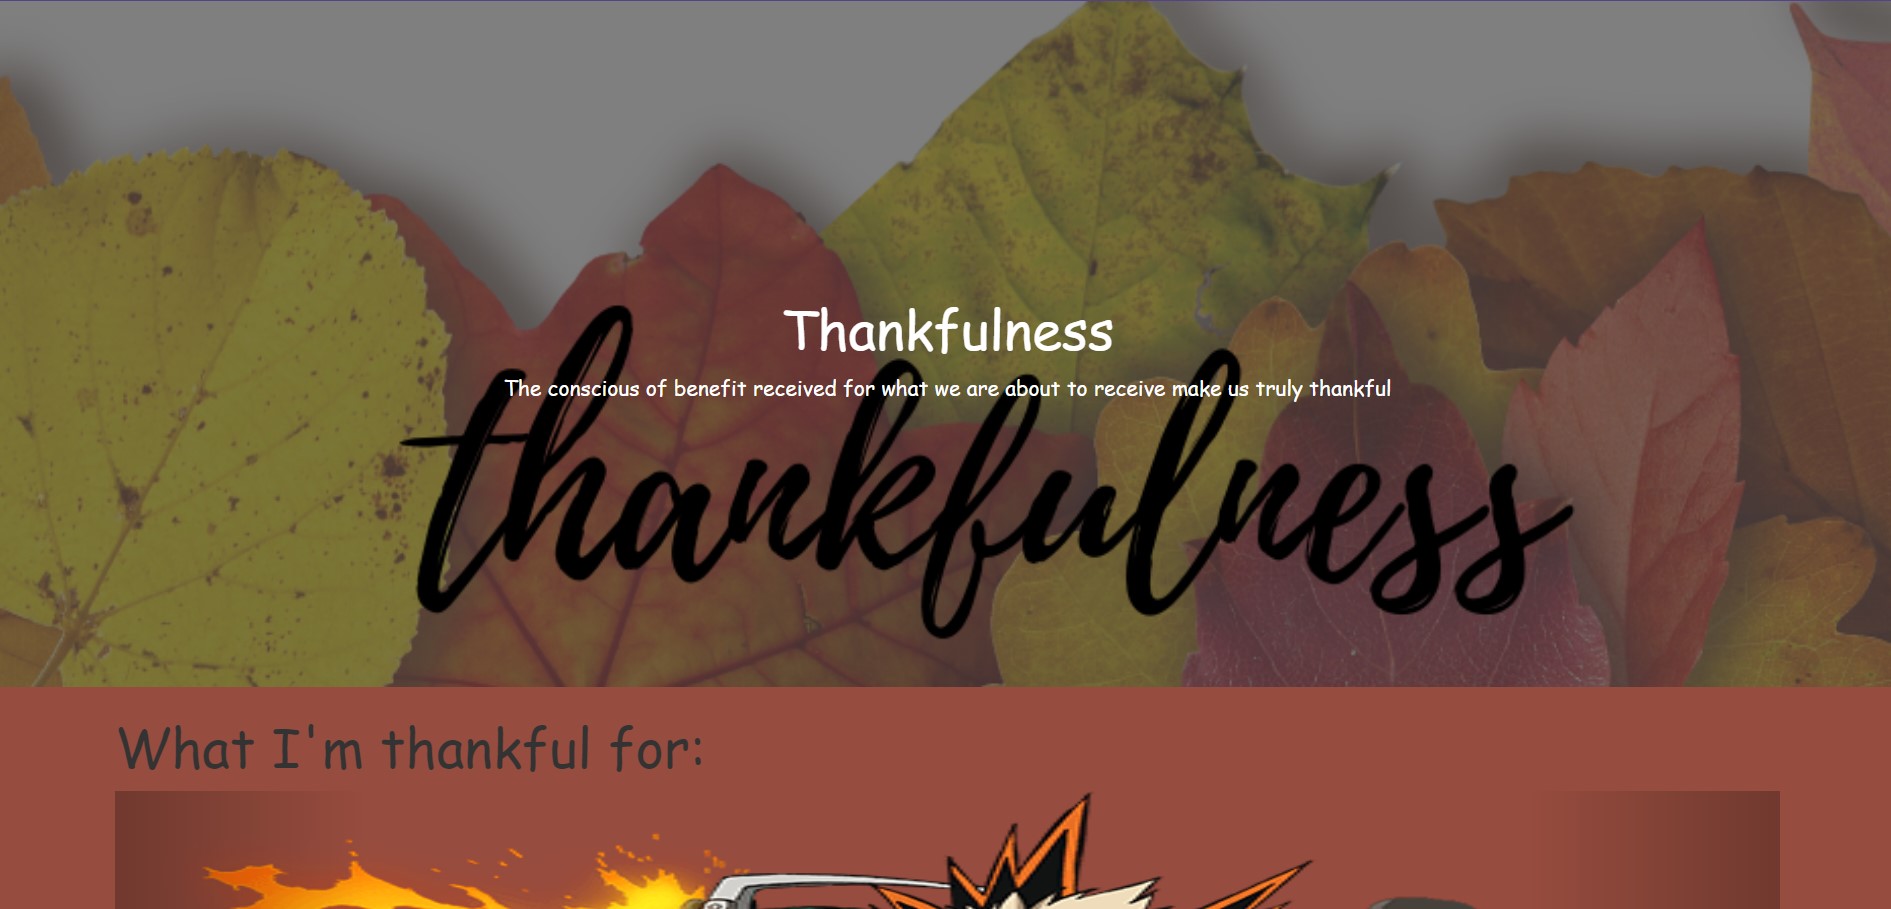 Thankfulness
The conscious of benefit received for what we are about to receive make us truly thankful
thankfulness
What I'm thankful for: